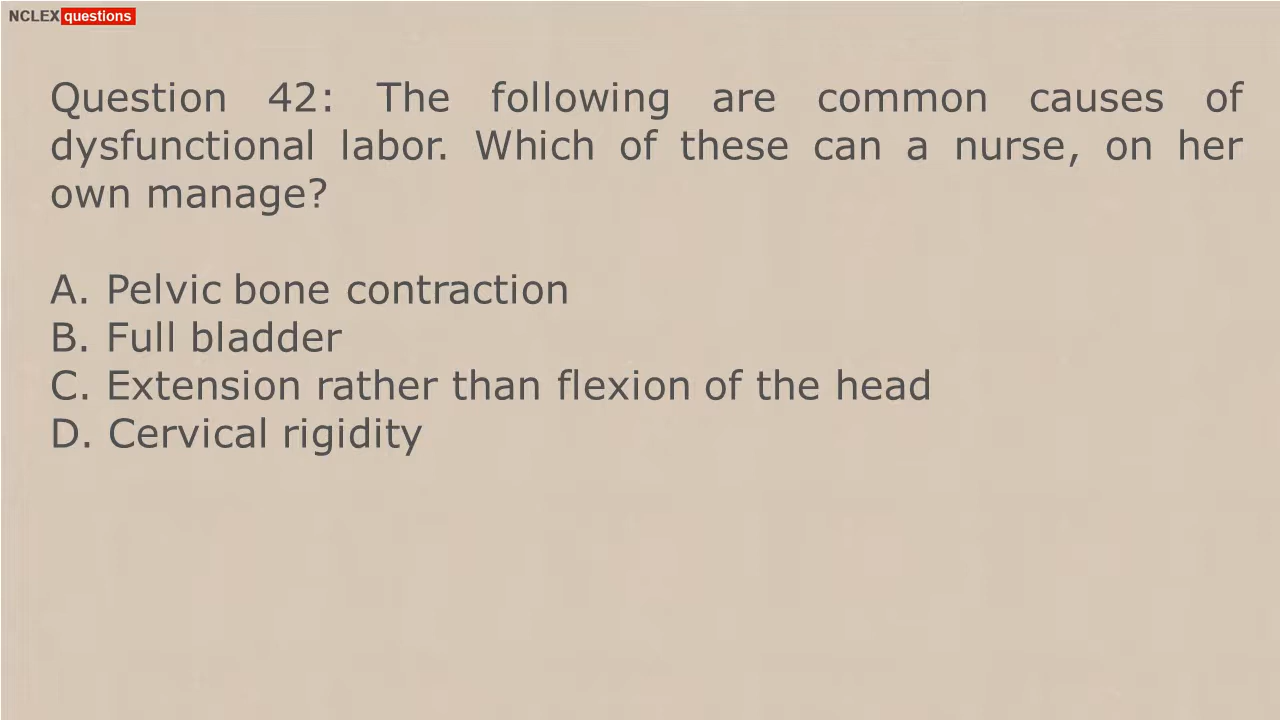 NCLEX questions
Question 42: The following are common causes of
dysfunctional labor. Which of these can a nurse, on her
own manage?
A. Pelvic bone contraction
B. Full bladder
C. Extension rather than flexion of the head
D. Cervical rigidity